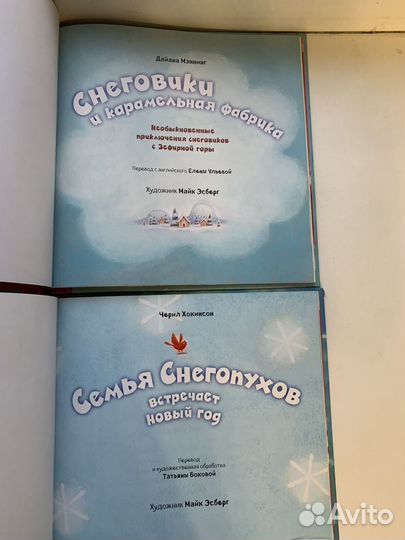 Дайана Мэннинг
Снеговики
и карамельная фабрика
Необыкновенные
приключения снеговиков
с Зефирной горы
Перевод с английского Елены Ульевой
Художник Майк Эсберг
Черил Хокинсон
Семья Снегопухов
встречает
новый год
Перевод
и художественная обработка
Татьяны Боковой
Художник Майк Эсберг
Avito